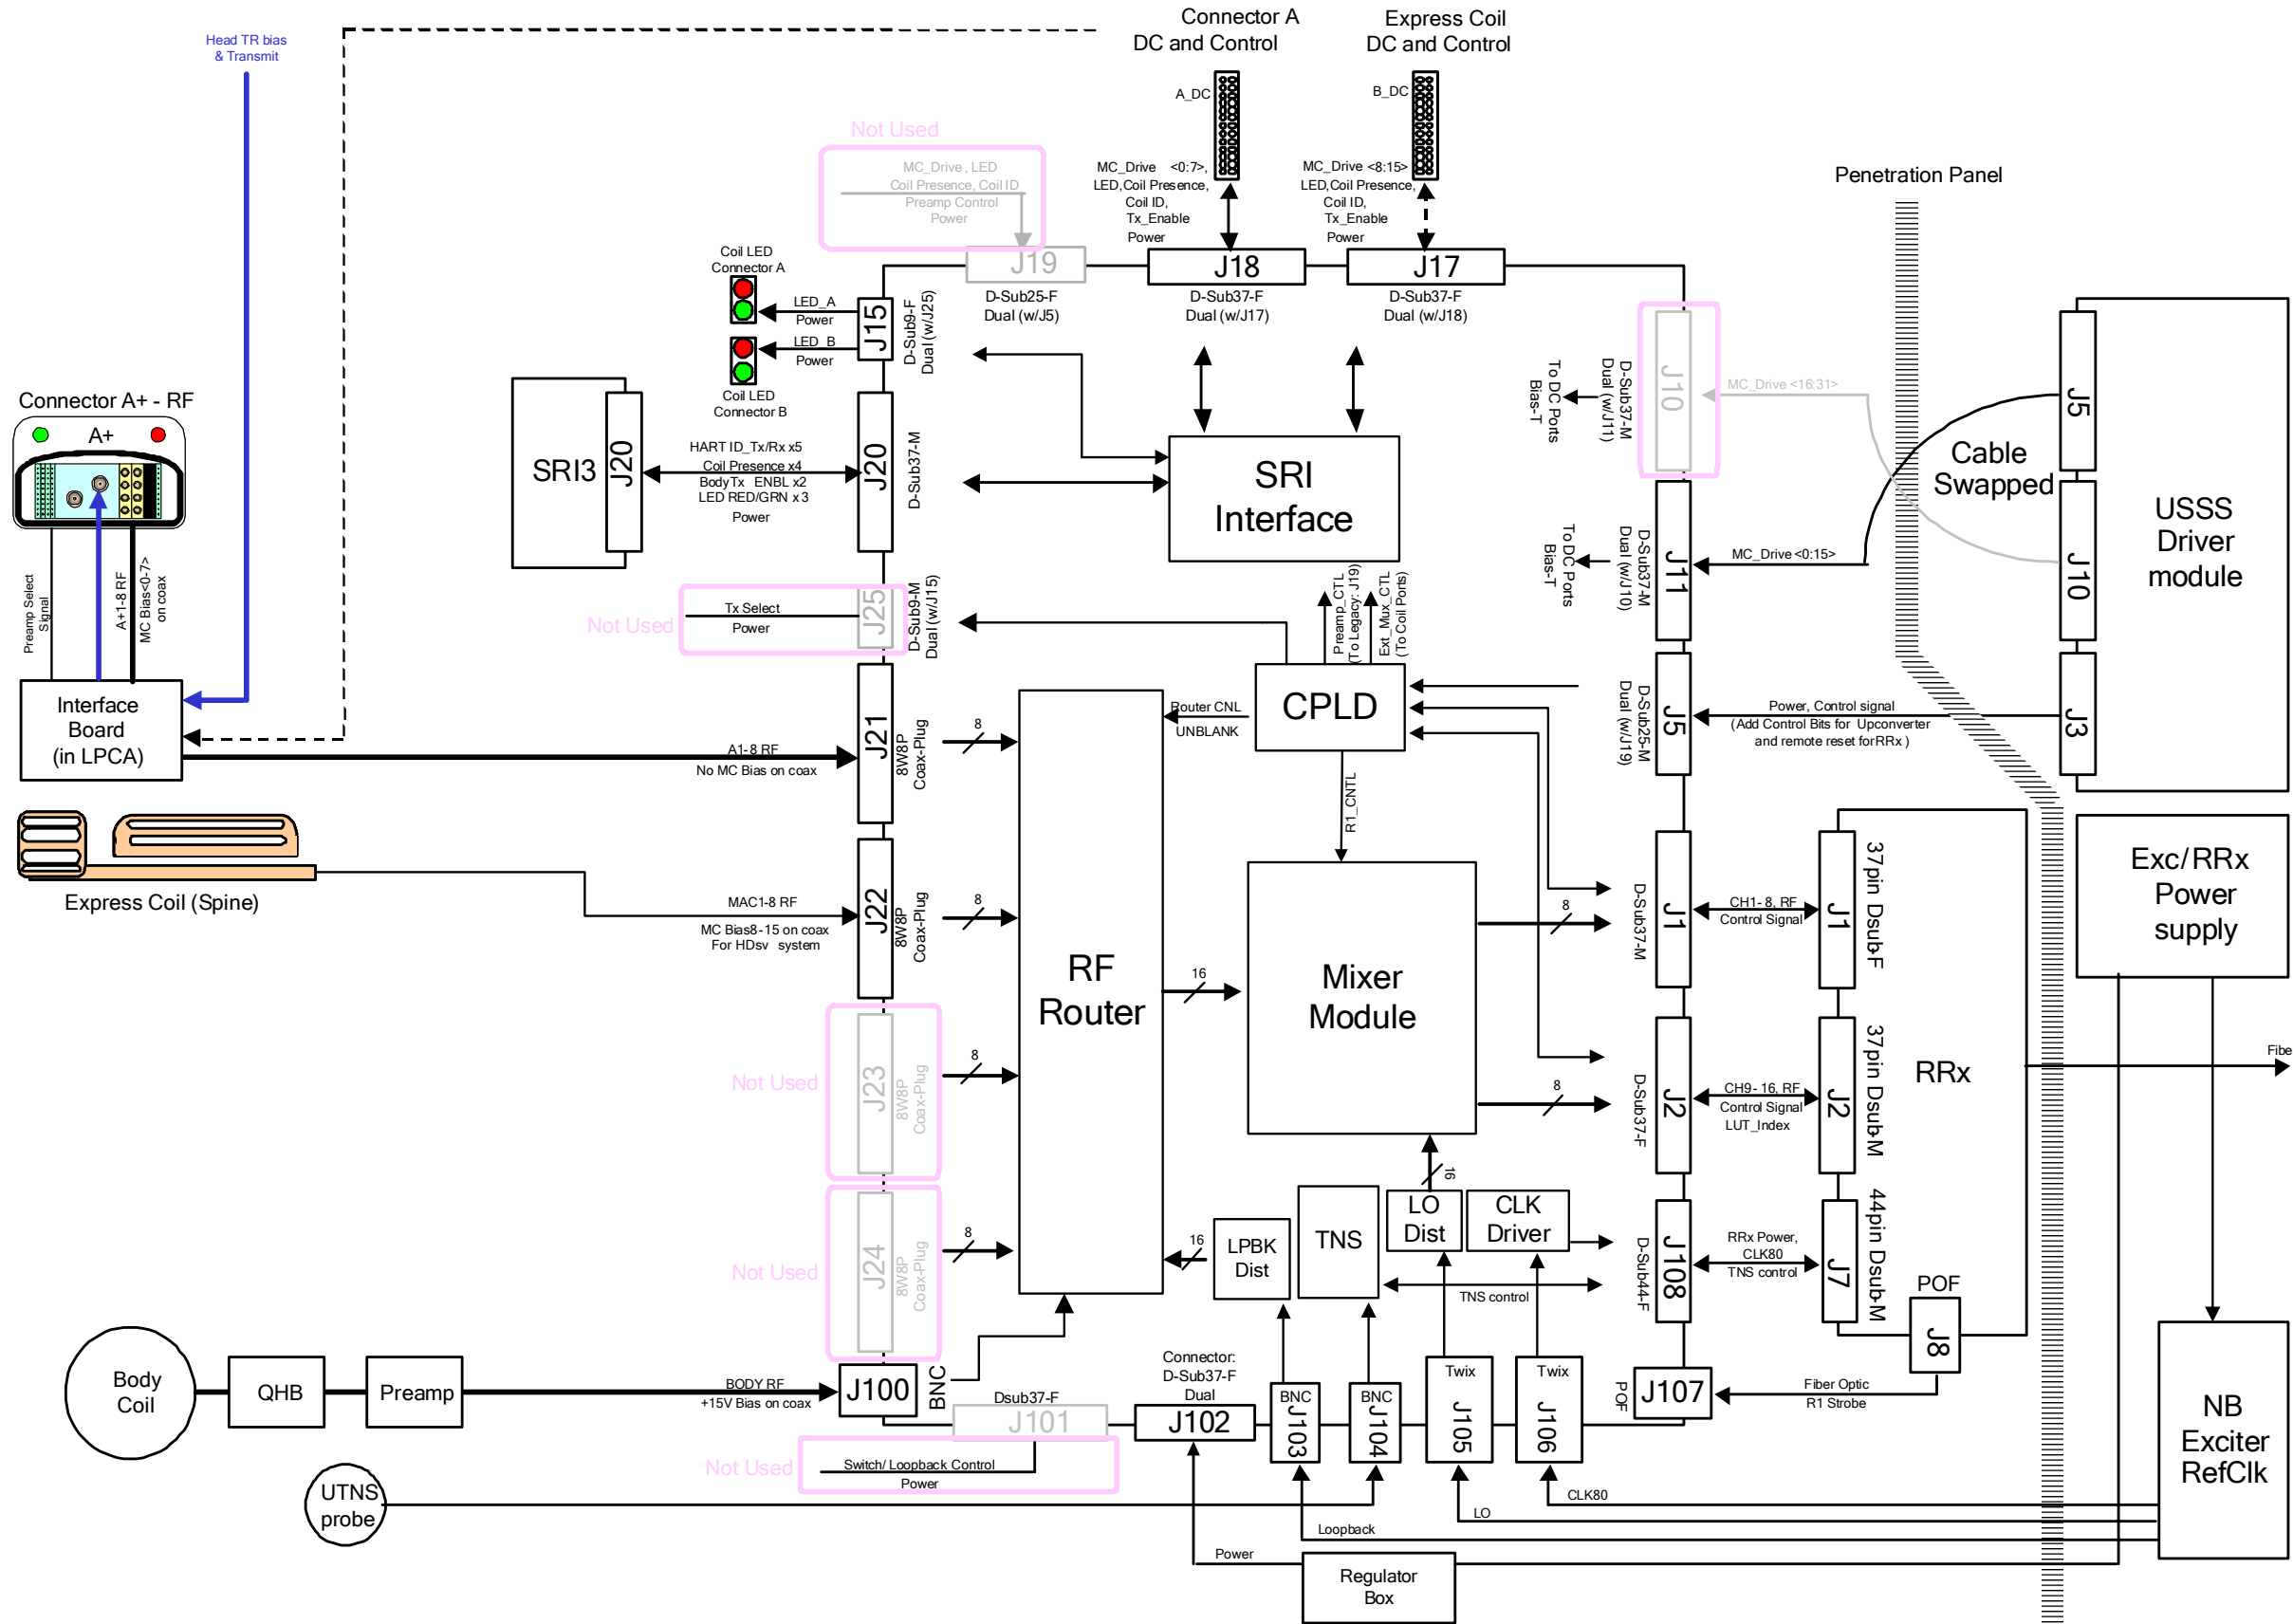 Connector A
DC and Control
Express Coil
DC and Control
Head TR bias
& Transmit
A_DC
B_DC
Not Used
MC_Drive , LED
Coil Presence, Coil ID
Preamp Control
Power
MC_Drive <0:7>,
LED,Coil Presence,
Coil ID,
Tx_Enable
Power
MC_Drive <8:15>
LED,Coil Presence,
Coil ID,
Tx_Enable
Power
Penetration Panel
J19
D-Sub25-F
Dual (w/J5)
J18
D-Sub37-F
Dual (w/J17)
J17
D-Sub37-F
Dual (w/J18)
Coil LED
Connector A
LED_A
Power
LED_B
Power
Coil LED
Connector B
J15
D-Sub9-F
Dual (w/J25)
Connector A+ - RF
A+
SRI3
J20
HART ID_Tx/Rx x5
Coil Presence x4
BodyTx ENBL x2
LED RED/GRN x 3
Power
J20
D-Sub37-M
SRI
Interface
To DC Ports
Bias-T
D-Sub37-M
Dual (w/J11)
J10
MC_Drive <16:31>
J5
Cable
Swapped
USSS
Driver
module
J10
To DC Ports
Bias-T
D-Sub37-M
Dual (w/J10)
J11
MC_Drive <0:15>
Preamp Select
Signal
A+1-8 RF
MC Bias<0-7>
on coax
Not Used
Tx Select
Power
J25
D-Sub9-M
Dual (w/J15)
Preamp_CTL
(To Legacy: J19)
Ext_Mux_CTL
(To Coil Ports)
Interface
Board
(in LPCA)
A1-8 RF
No MC Bias on coax
J21
8W8P
Coax-Plug
8
Router CNL
UNBLANK
CPLD
R1_CNTL
D-Sub25-M
Dual (w/J19)
J5
Power, Control signal
(Add Control Bits for Upconverter
and remote reset for RRx )
J3
Express Coil (Spine)
MAC1-8 RF
MC Bias8-15 on coax
For HDsv system
J22
8W8P
Coax-Plug
8
RF
Router
16
Mixer
Module
8
D-Sub37-M
J1
CH1- 8, RF
Control Signal
J1
37pin Dsub-F
Exc/RRx
Power
supply
Not Used
J23
8W8P
Coax-Plug
8
8
D-Sub37-F
J2
CH9- 16, RF
Control Signal
LUT_Index
J2
37pin Dsub-M
RRx
Fibe
Not Used
J24
8W8P
Coax-Plug
8
16
LPBK
Dist
TNS
16
LO
Dist
CLK
Driver
TNS control
D-Sub44-F
J108
RRx Power,
CLK80
TNS control
J7
44pin Dsub-M
POF
J8
Body
Coil
QHB
Preamp
BODY RF
+15V Bias on coax
J100
BNC
Dsub37-F
J101
Connector:
D-Sub37-F
Dual
J102
BNC
J103
BNC
J104
Twix
J105
Twix
J106
POF
J107
Fiber Optic
R1 Strobe
NB
Exciter
RefClk
Not Used
Switch/ Loopback Control
Power
UTNS
probe
CLK80
LO
Loopback
Power
Regulator
Box